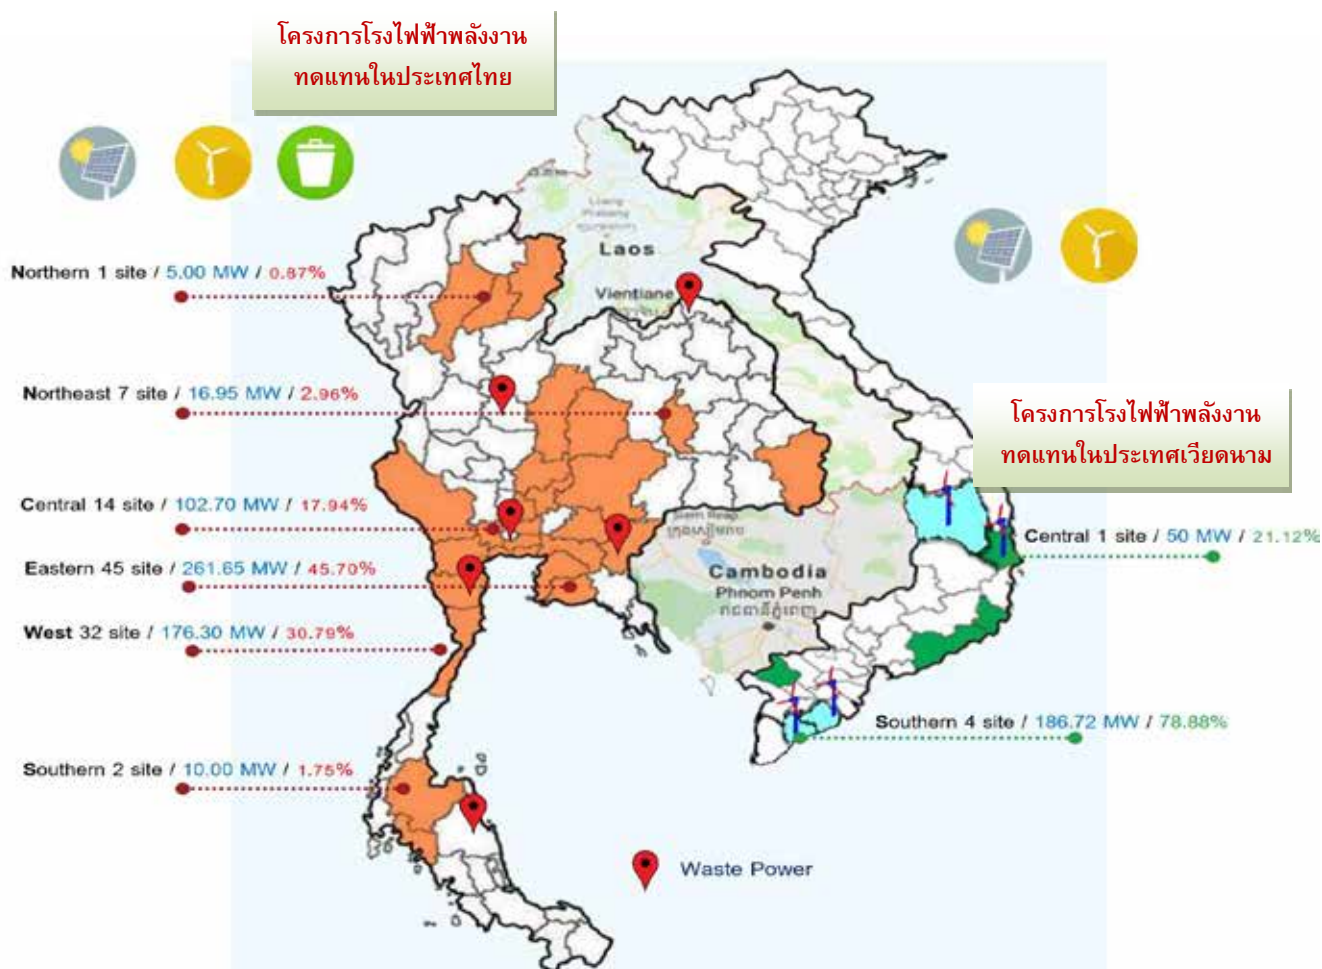 โครงการโรงไฟฟ้าพลังงาน
ทดแทนในประเทศไทย
Luang
Prabang
Laos
Northern 1 site / 5.00 MW / 0.87%
Vientiane
Northeast 7 site / 16.95 MW / 2.96%
โครงการโรงไฟฟ้าพลังงาน
ทดแทนในประเทศเวียดนาม
Central 14 site / 102.70 MW / 17.94%
Siem Reap
Central 1 site / 50 MW / 21.12%
Eastern 45 site / 261.65 MW / 45.70%
Cambodia
Phnom Penh
West 32 site / 176.30 MW / 30.79%
Southern 4 site / 186.72 MW / 78.88%
Southern 2 site / 10.00 MW / 1.75%
Waste Power